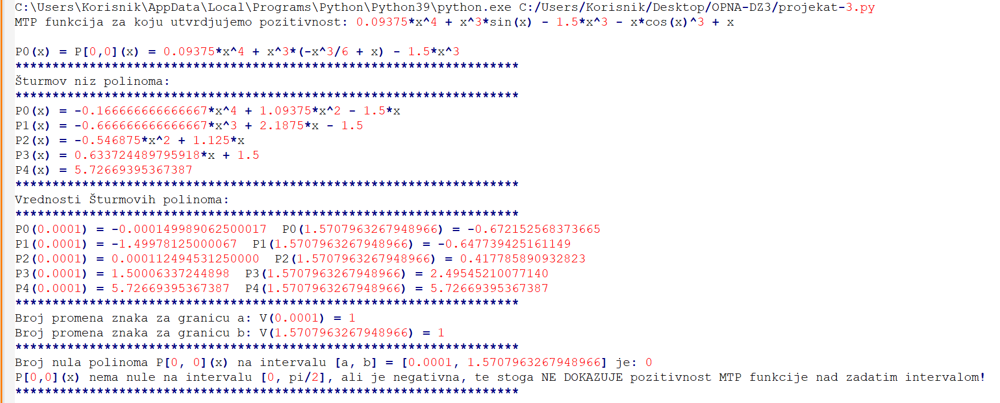 C:\Users\Korisnik\AppData\Local\Programs\Python\Python39\python.exe C:/Users/Korisnik/Desktop/OPNA-DZ3/projekat-3.py
MTP funkcija za koju utvrdjujemo pozitivnost: 0.09375*x^4 + x^3*sin(x) - 1.5*x^3 - x*cos(x)^3 + x
P0(x) = P[0,0](x) = 0.09375*x^4 + x^3*(-x^3/6 + x) - 1.5*x^3
********************************************************************
Šturmov niz polinoma:
********************************************************************
P0(x) = -0.166666666666667*x^4 + 1.09375*x^2 - 1.5*x
P1(x) = -0.666666666666667*x^3 + 2.1875*x - 1.5
P2(x) = -0.546875*x^2 + 1.125*x
P3(x) = 0.633724489795918*x + 1.5
P4(x) = 5.72669395367387
********************************************************************
Vrednosti Šturmovih polinoma:
********************************************************************
P0(0.0001) = -0.000149989062500017  P0(1.5707963267948966) = -0.672152568373665
P1(0.0001) = -1.49978125000067  P1(1.5707963267948966) = -0.647739425161149
P2(0.0001) = 0.000112494531250000  P2(1.5707963267948966) = 0.417785890932823
P3(0.0001) = 1.50006337244898  P3(1.5707963267948966) = 2.49545210077140
P4(0.0001) = 5.72669395367387  P4(1.5707963267948966) = 5.72669395367387
********************************************************************
Broj promena znaka za granicu a: V(0.0001) = 1
Broj promena znaka za granicu b: V(1.5707963267948966) = 1
********************************************************************
Broj nula polinoma P[0, 0](x) na intervalu [a, b] = [0.0001, 1.5707963267948966] je: 0
P[0,0](x) nema nule na intervalu [0, pi/2], ali je negativna, te stoga NE DOKAZUJE pozitivnost MTP funkcije nad zadatim intervalom!
********************************************************************